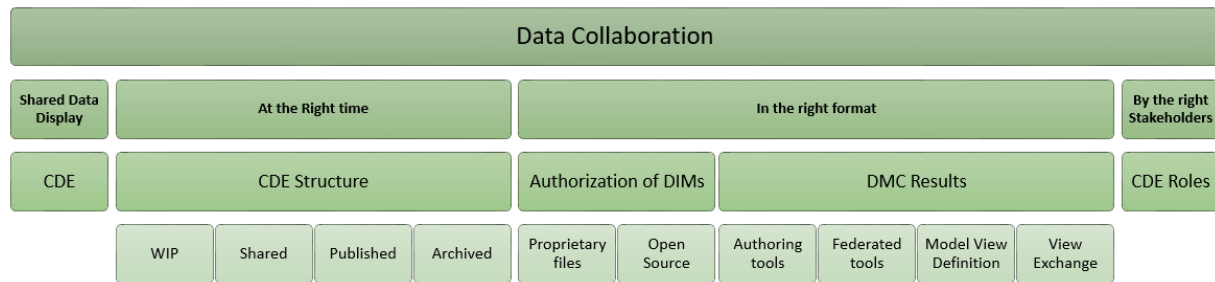 Data Collaboration
Shared Data
Display
At the Right time
In the right format
By the right
Stakeholders
CDE
CDE Structure
Authorization of DIMs
DMC Results
CDE Roles
WIP
Shared
Published
Archived
Proprietary
files
Open
Source
Authoring
tools
Federated
tools
Model View
Definition
View
Exchange